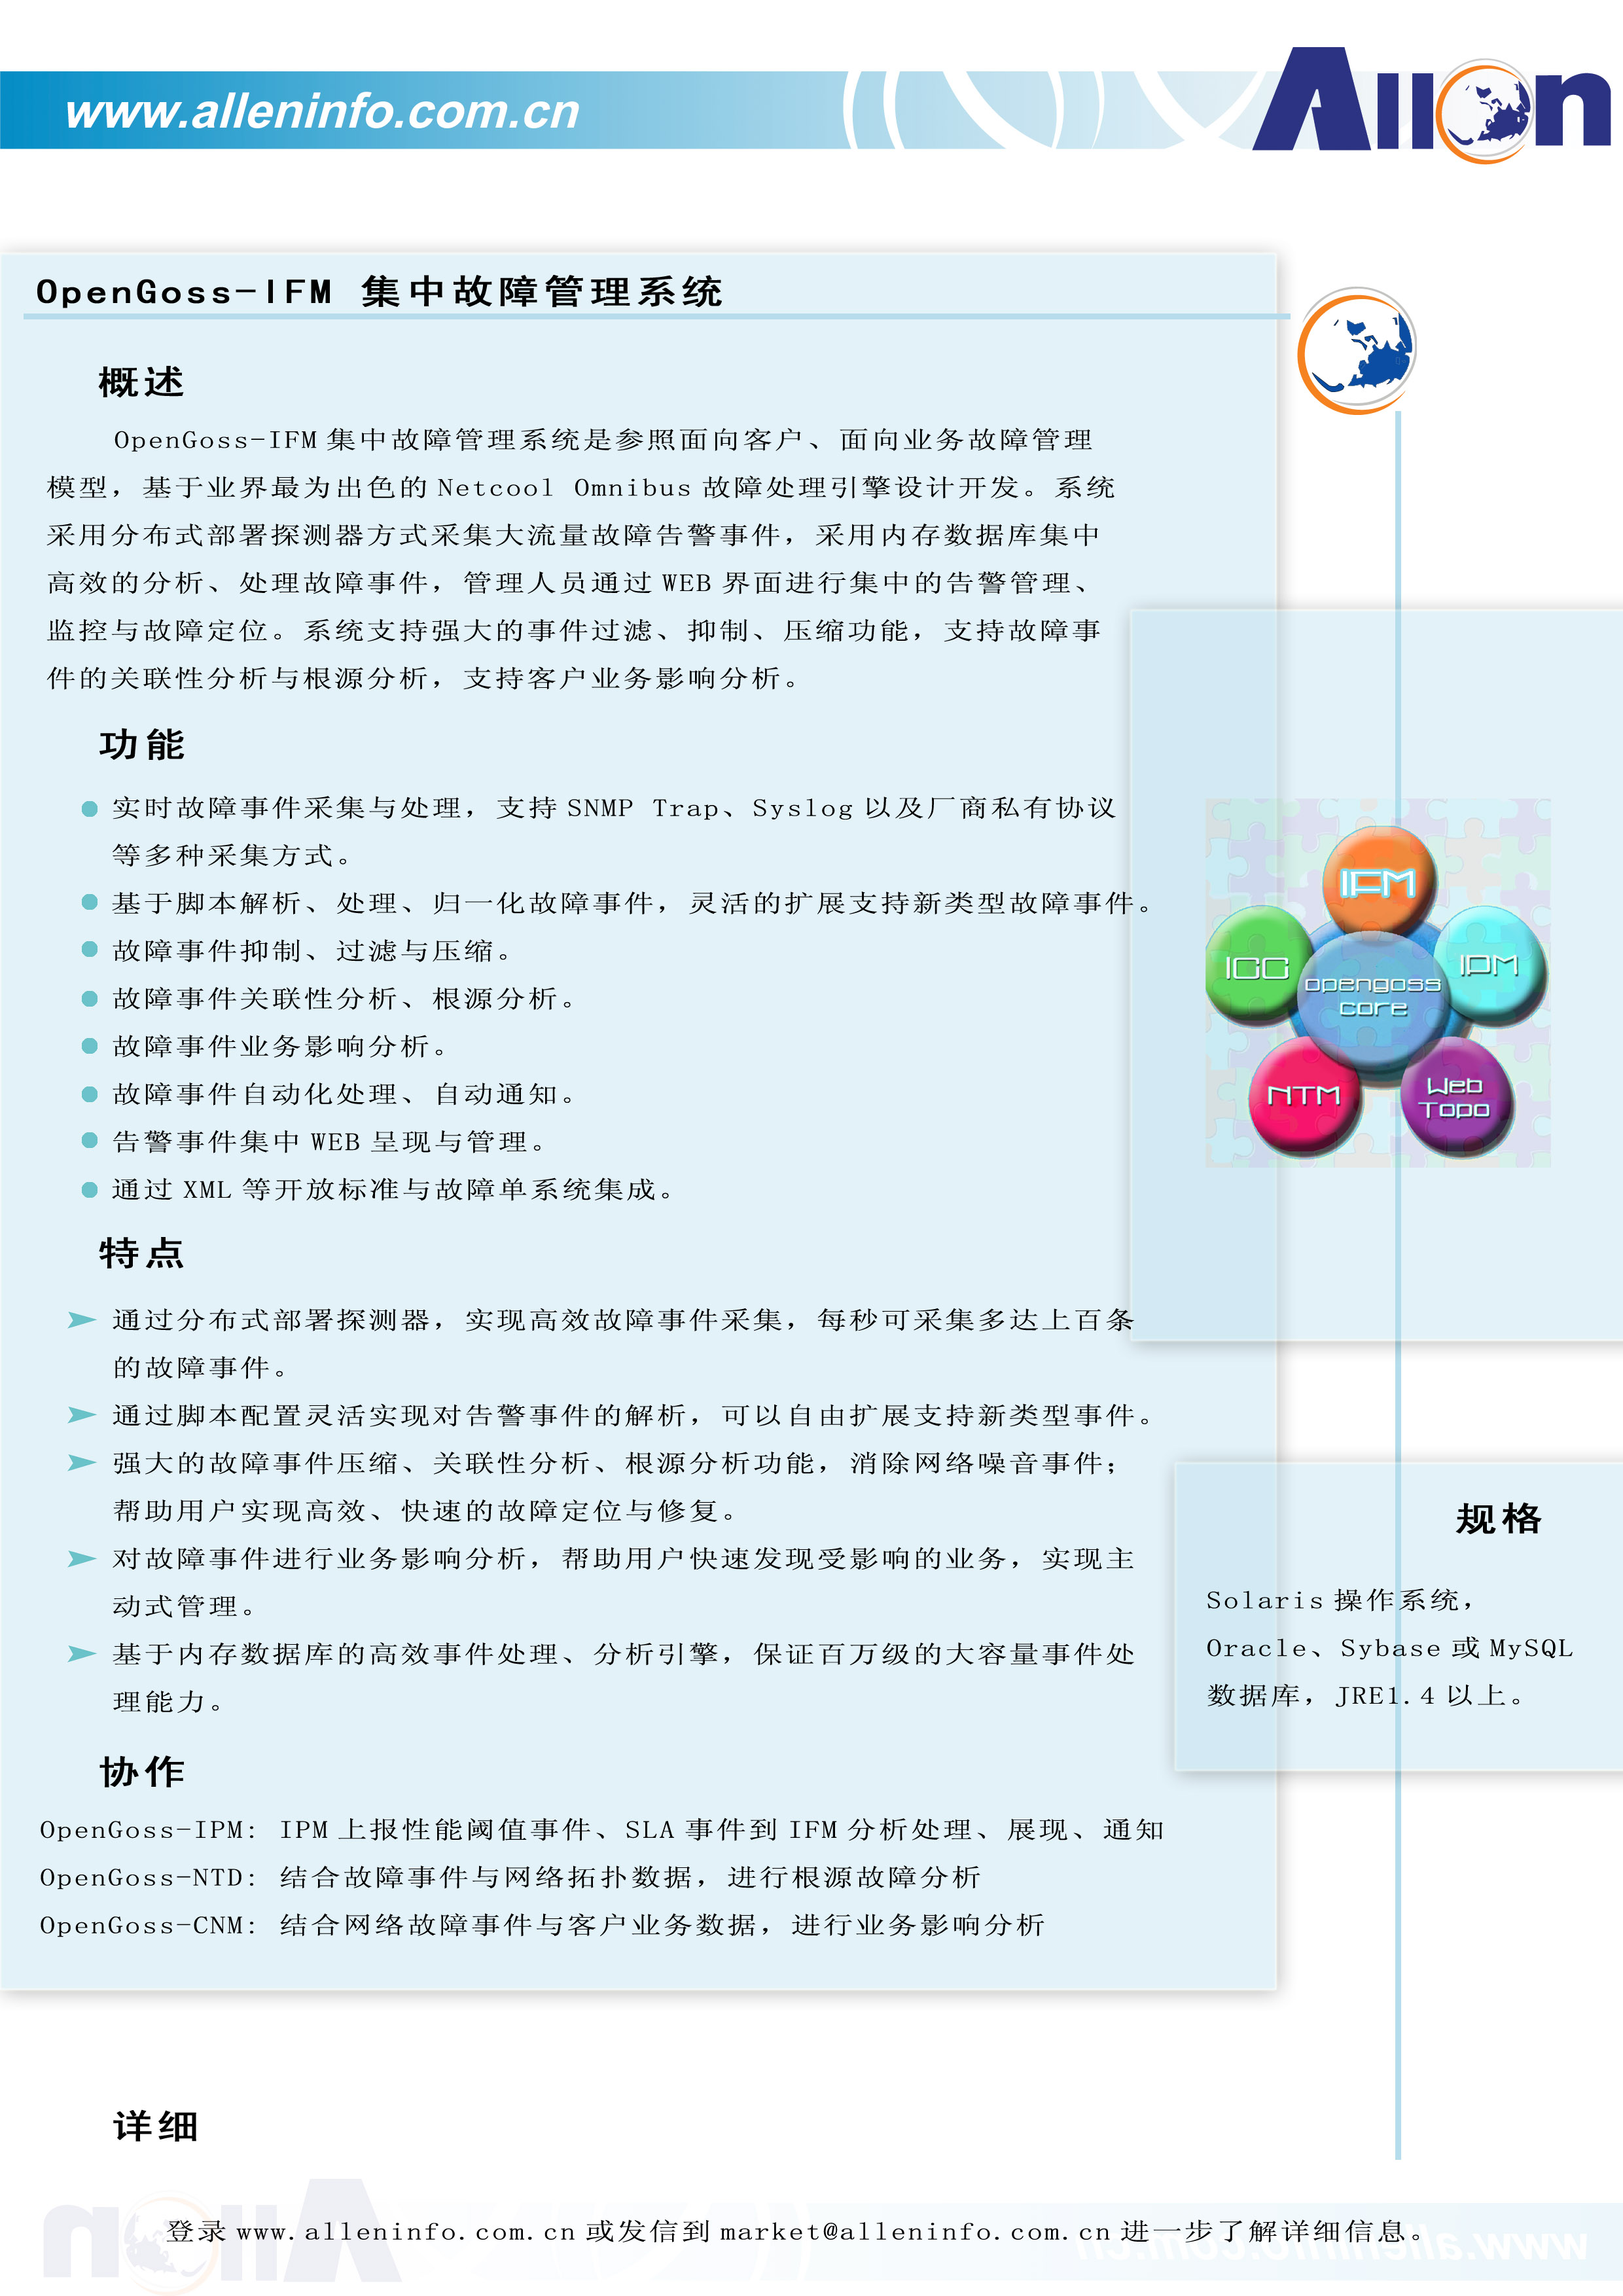 www.alleninfo.com.cn
Allen
OpenGoss-IFM 集中故障管理系统
概述
OpenGoss-IFM 集中故障管理系统是参照面向客户、面向业务故障管理
模型，基于业界最为出色的 Netcool Omnibus 故障处理引擎设计开发。系统
采用分布式部署探测器方式采集大流量故障告警事件，采用内存数据库集中
高效的分析、处理故障事件，管理人员通过 WEB 界面进行集中的告警管理、
监控与故障定位。系统支持强大的事件过滤、抑制、压缩功能，支持故障事
件的关联性分析与根源分析，支持客户业务影响分析。
功能
实时故障事件采集与处理，支持 SNMP Trap、Syslog 以及厂商私有协议
等多种采集方式。
基于脚本解析、处理、归一化故障事件，灵活的扩展支持新类型故障事件。
故障事件抑制、过滤与压缩。
故障事件关联性分析、根源分析。
故障事件业务影响分析。
故障事件自动化处理、自动通知。
告警事件集中 WEB 呈现与管理。
通过 XML 等开放标准与故障单系统集成。
IFM
ICC
IPM
opengoss
core
NTM
Web
Topo
特点
通过分布式部署探测器，实现高效故障事件采集，每秒可采集多达上百条
的故障事件。
通过脚本配置灵活实现对告警事件的解析，可以自由扩展支持新类型事件。
强大的故障事件压缩、关联性分析、根源分析功能，消除网络噪音事件；
帮助用户实现高效、快速的故障定位与修复。
对故障事件进行业务影响分析，帮助用户快速发现受影响的业务，实现主
动式管理。
基于内存数据库的高效事件处理、分析引擎，保证百万级的大容量事件处
理能力。
规格
Solaris 操作系统，
Oracle、Sybase 或 MySQL
数据库，JRE1.4 以上。
协作
OpenGoss-IPM: IPM 上报性能阈值事件、SLA 事件到 IFM 分析处理、展现、通知
OpenGoss-NTD: 结合故障事件与网络拓扑数据，进行根源故障分析
OpenGoss-CNM: 结合网络故障事件与客户业务数据，进行业务影响分析
详细
登录 www.alleninfo.com.cn 或发信到 market@alleninfo.com.cn 进一步了解详细信息。
Allen
www.alleninfo.com.cn